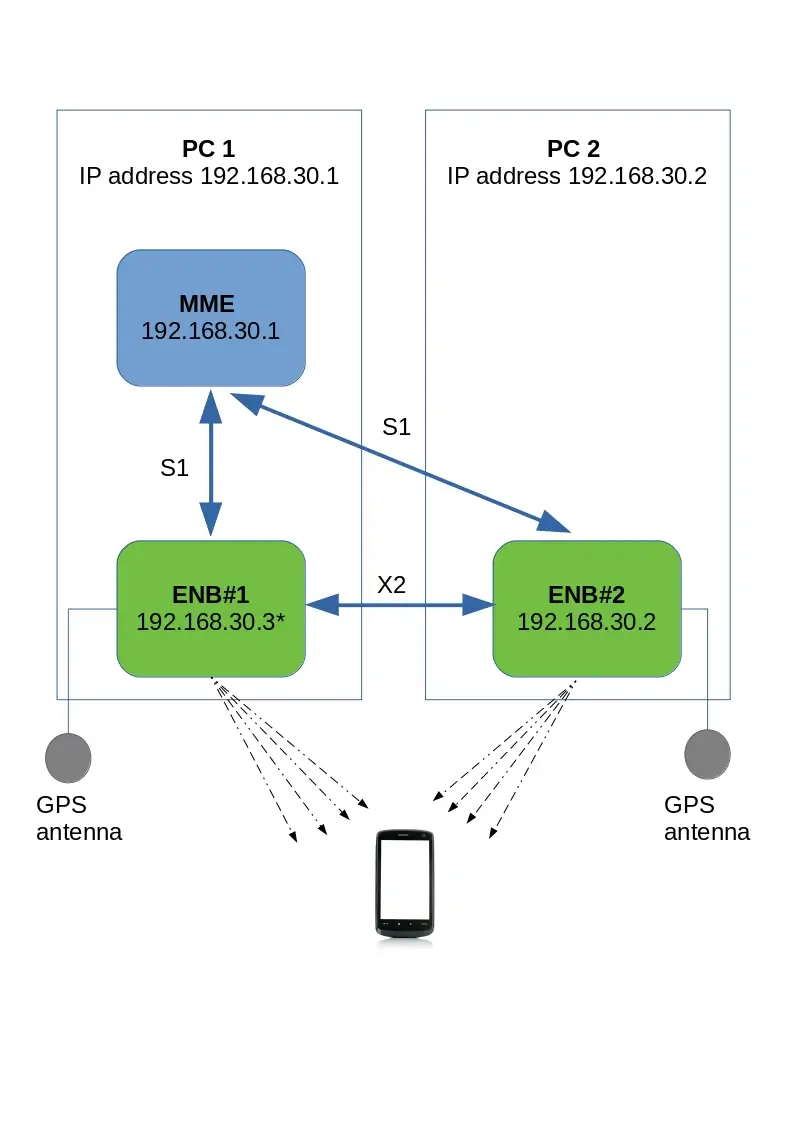 PC 1
IP address 192.168.30.1
PC 2
IP address 192.168.30.2
MME
192.168.30.1
S1
S1
X2
ENB#1
192.168.30.3*
ENB#2
192.168.30.2
GPS
antenna
GPS
antenna